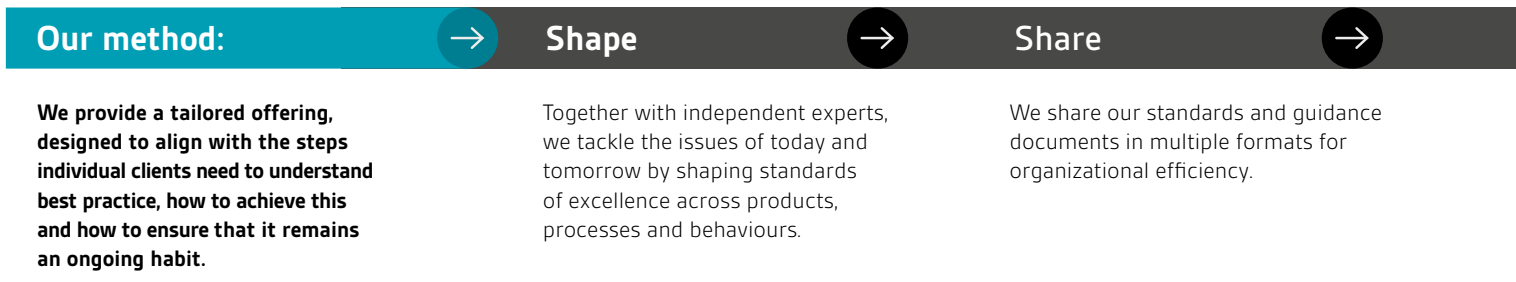 Our method:
We provide a tailored offering,
designed to align with the steps
individual clients need to understand
best practice, how to achieve this
and how to ensure that it remains
an ongoing habit.
Shape
Together with independent experts,
we tackle the issues of today and
tomorrow by shaping standards
of excellence across products,
processes and behaviours.
Share
We share our standards and guidance
documents in multiple formats for
organizational efficiency.